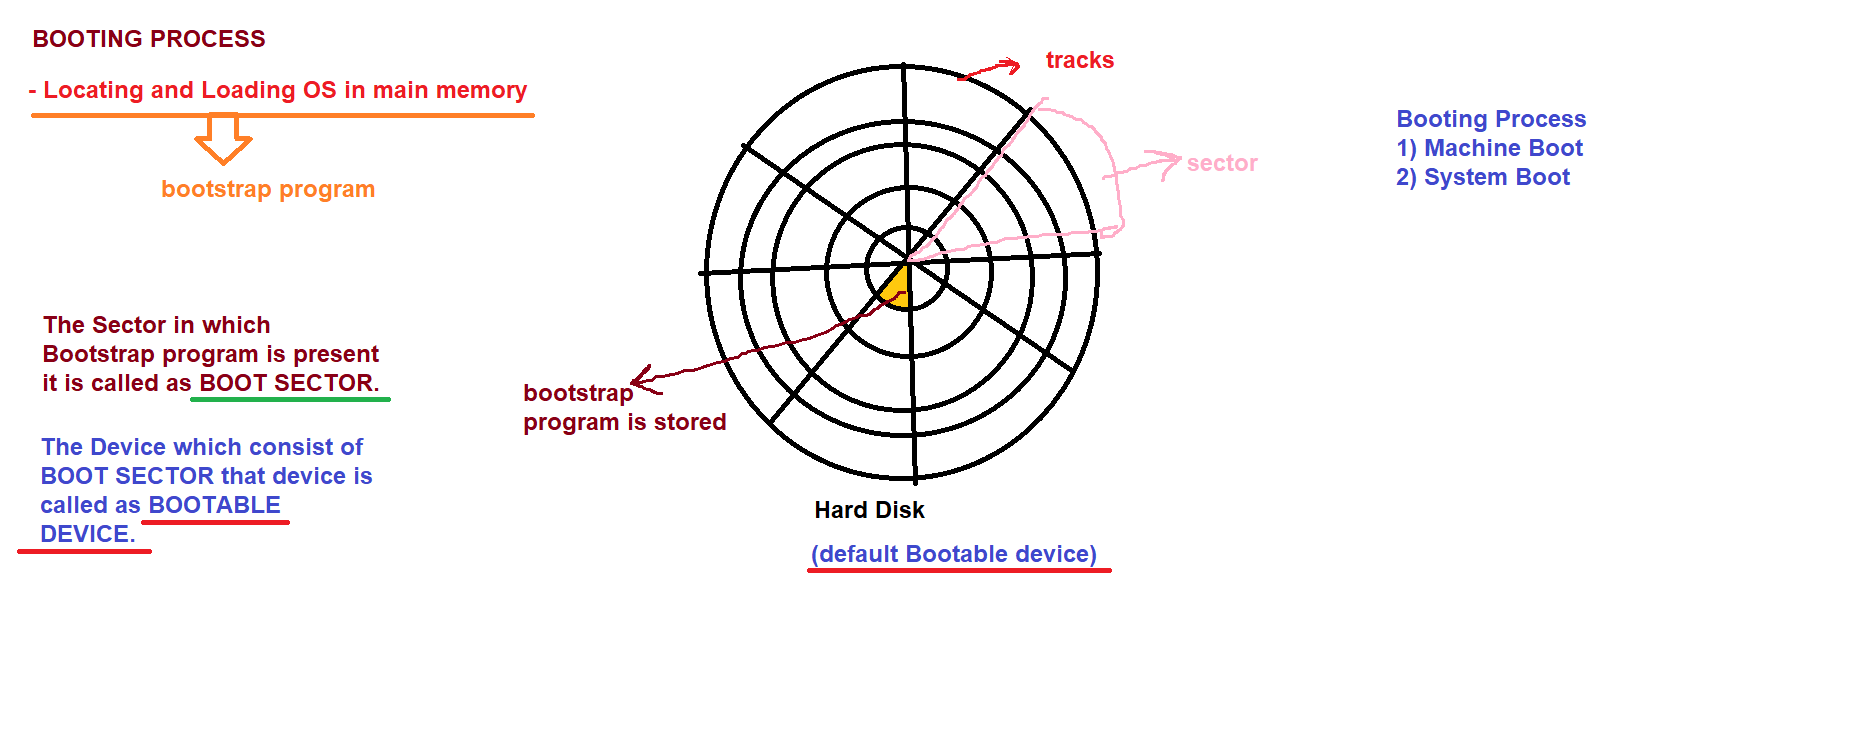 BOOTING PROCESS
- Locating and Loading OS in main memory
bootstrap program
The Sector in which
Bootstrap program is present
it is called as BOOT SECTOR.
The Device which consist of
BOOT SECTOR that device is
called as BOOTABLE
DEVICE.
tracks
sector
bootstrap
program is stored
Hard Disk
(default Bootable device)
Booting Process
1) Machine Boot
2) System Boot